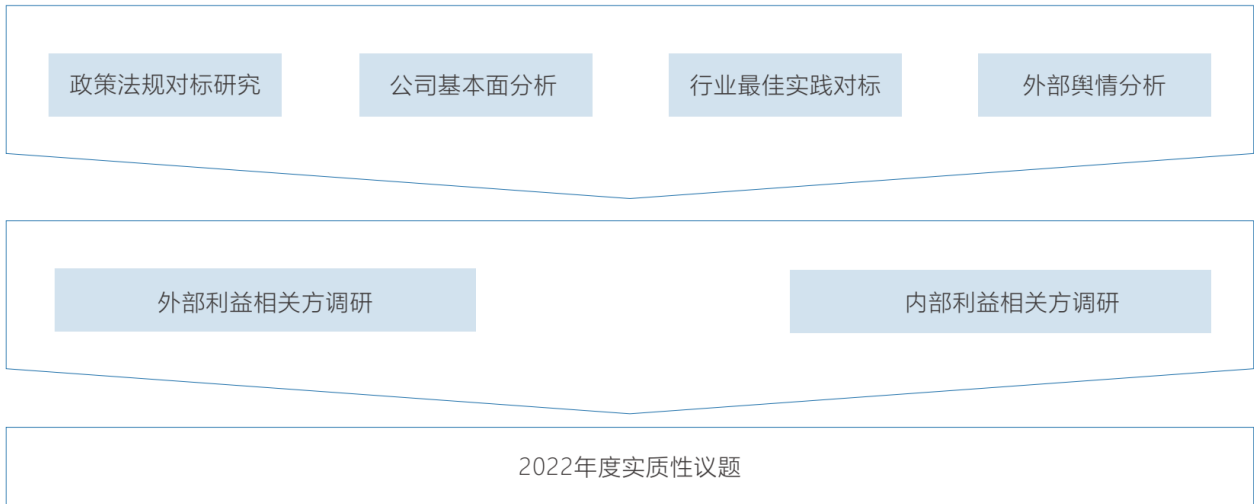 政策法规对标研究
公司基本面分析
行业最佳实践对标
外部舆情分析
外部利益相关方调研
内部利益相关方调研
2022年度实质性议题